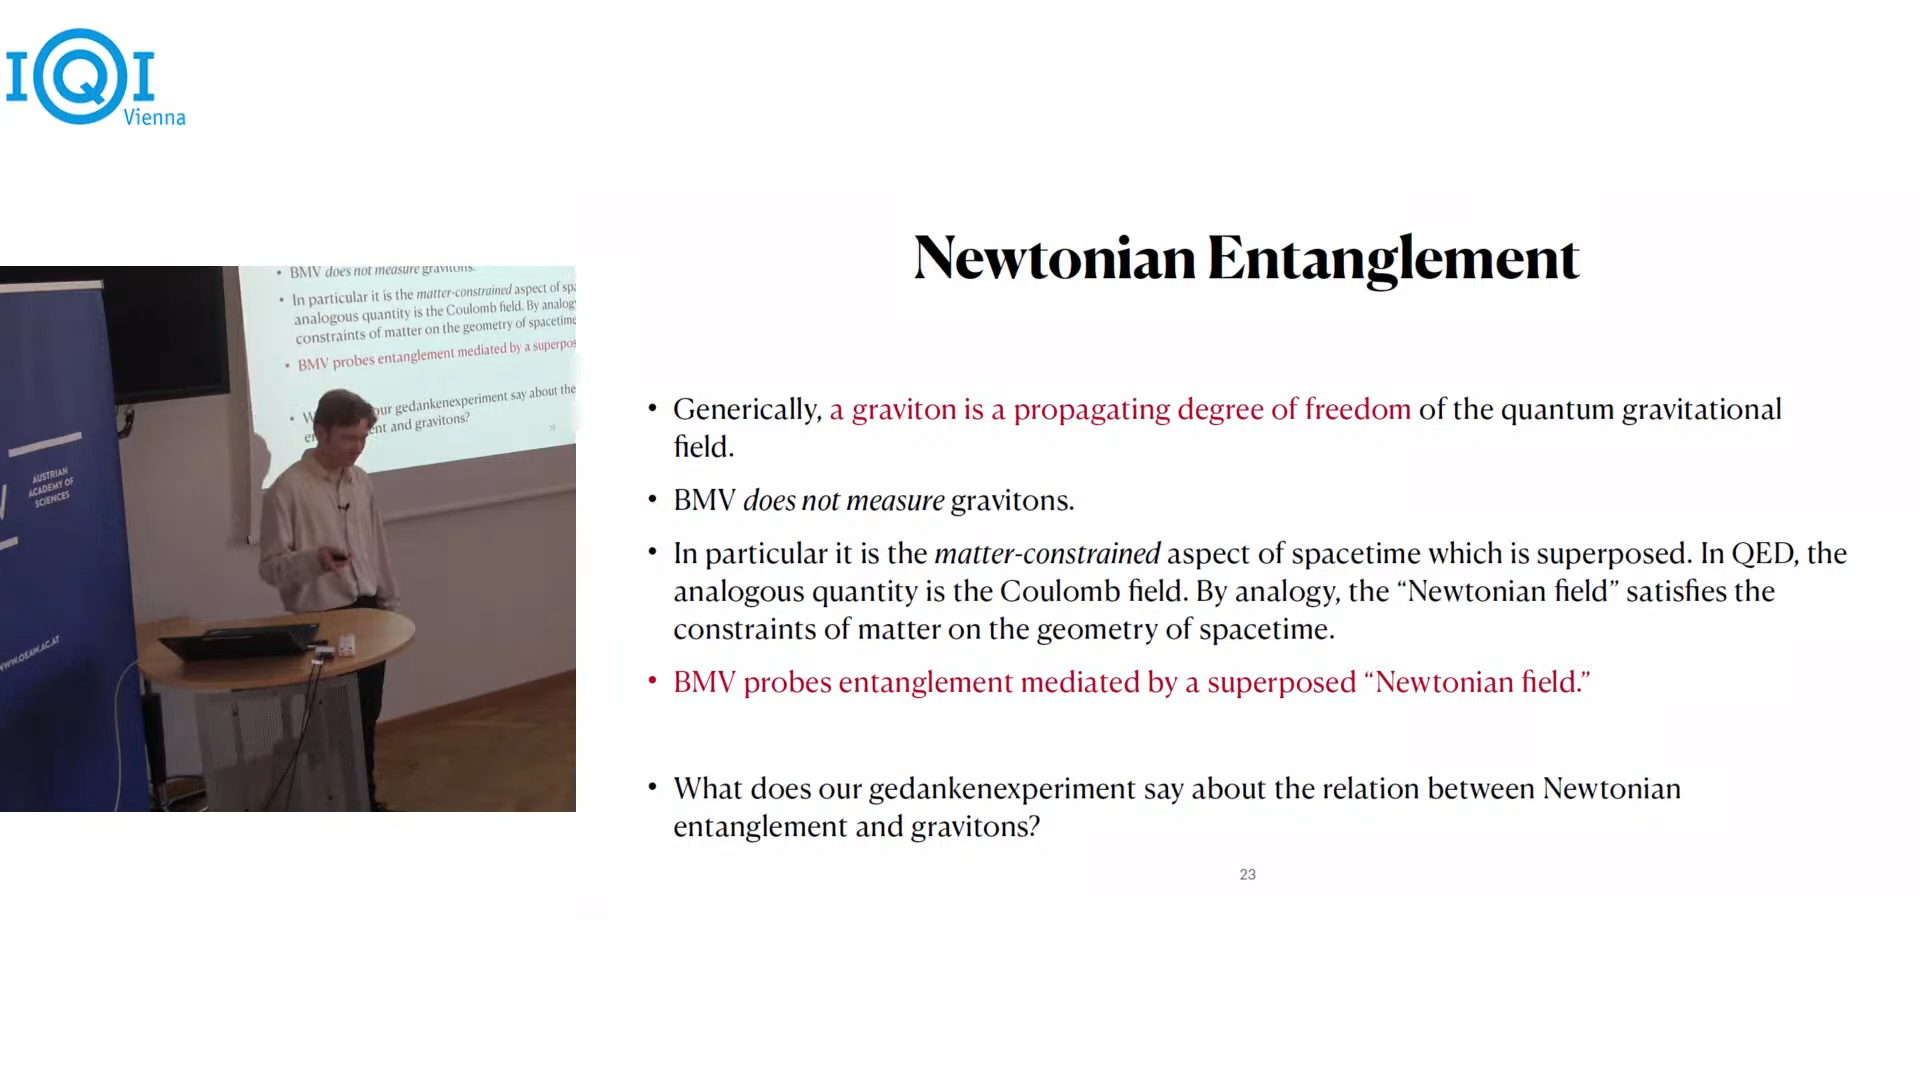 IQI
Vienna
Newtonian Entanglement
• Generically, a graviton is a propagating degree of freedom of the quantum gravitational
field.
• BMV does not measure gravitons.
• In particular it is the matter-constrained aspect of spacetime which is superposed. In QED, the
analogous quantity is the Coulomb field. By analogy, the “Newtonian field” satisfies the
constraints of matter on the geometry of spacetime.
• BMV probes entanglement mediated by a superposed “Newtonian field.”
• What does our gedankenexperiment say about the relation between Newtonian
entanglement and gravitons?
23
• BMV does not measure gravitons.
• In particular it is the matter-constrained aspect of
analogous quantity is the Coulomb field. By
constraints of matter on the geometry of spacetime
• BMV probes entanglement mediated by a
our gedankenexperiment say about the
and gravitons?
AUSTRIAN
ACADEMY OF
SCIENCES
WWW.OEAW.AC.AT